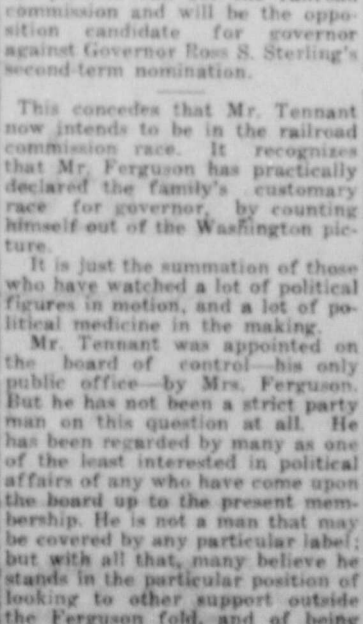 commission and will be the oppo-
sition candidate for governor
against Governor Ross S. Sterling's
second-term nomination.
This concedes that Mr. Tennant
now intends to be in the railroad
commission race. It recognizes
that Mr. Ferguson has practically
declared the family's customary
race for governor, by counting
himself out of the Washington pic-
ture.
It is just the summation of those
who have watched a lot of political
figures in motion, and a lot of po-
litical medicine in the making.
Mr. Tennant was appointed on
the board of control—his only
public office—by Mrs. Ferguson.
But he has not been a strict party
man on this question at all. He
has been regarded by many as one
of the least interested in political
affairs of any who have come upon
the board up to the present mem-
bership. He is not a man that may
be covered by any particular label;
but with all that, many believe he
stands in the particular position of
looking to other support outside
the Ferguson fold, and of being